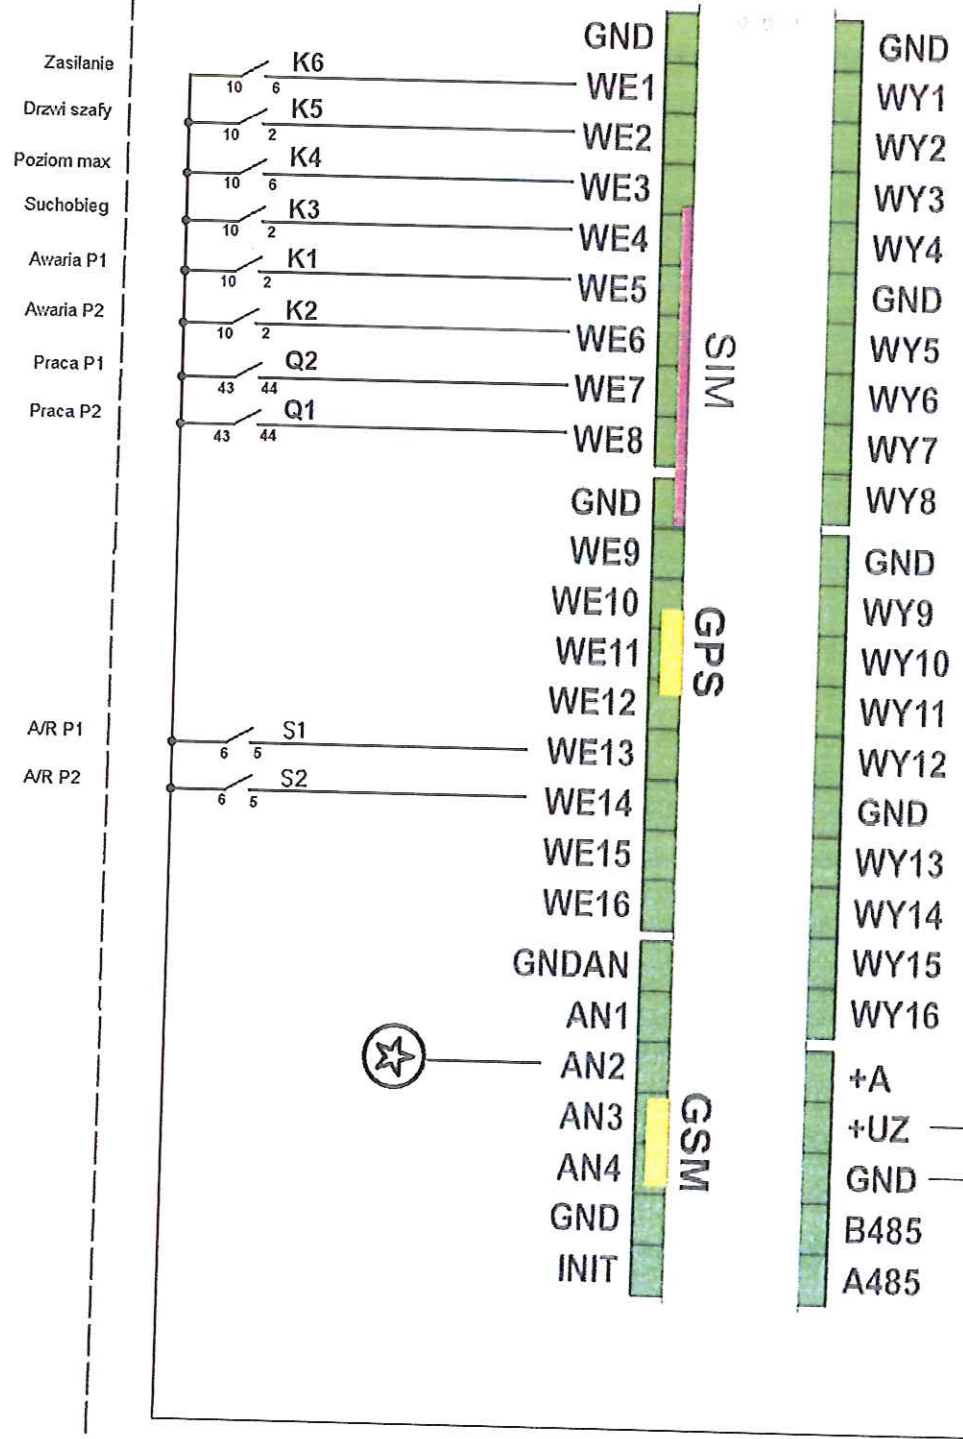 GND
GND
Zasilanie 10 6 K6 WE1
WY1
Drzwi szafy 10 2 K5 WE2
WY2
Poziom max 10 6 K4 WE3
WY3
Suchobieg 10 2 K3 WE4
WY4
Awaria P1 10 2 K1 WE5
GND
Awaria P2 10 2 K2 WE6
WY5
Praca P1 43 44 Q2 WE7
WY6
Praca P2 43 44 Q1 WE8
WY7
SIM
GND
WY8
WE9
GND
WE10
WY9
WE11
WY10
GPS
WE12
WY11
A/R P1 6 5 S1 WE13
WY12
A/R P2 6 5 S2 WE14
GND
WE15
WY13
WE16
WY14
GNDAN
WY15
AN1
WY16
AN2
+A
AN3
+UZ
GSM
AN4
GND
GND
B485
INIT
A485